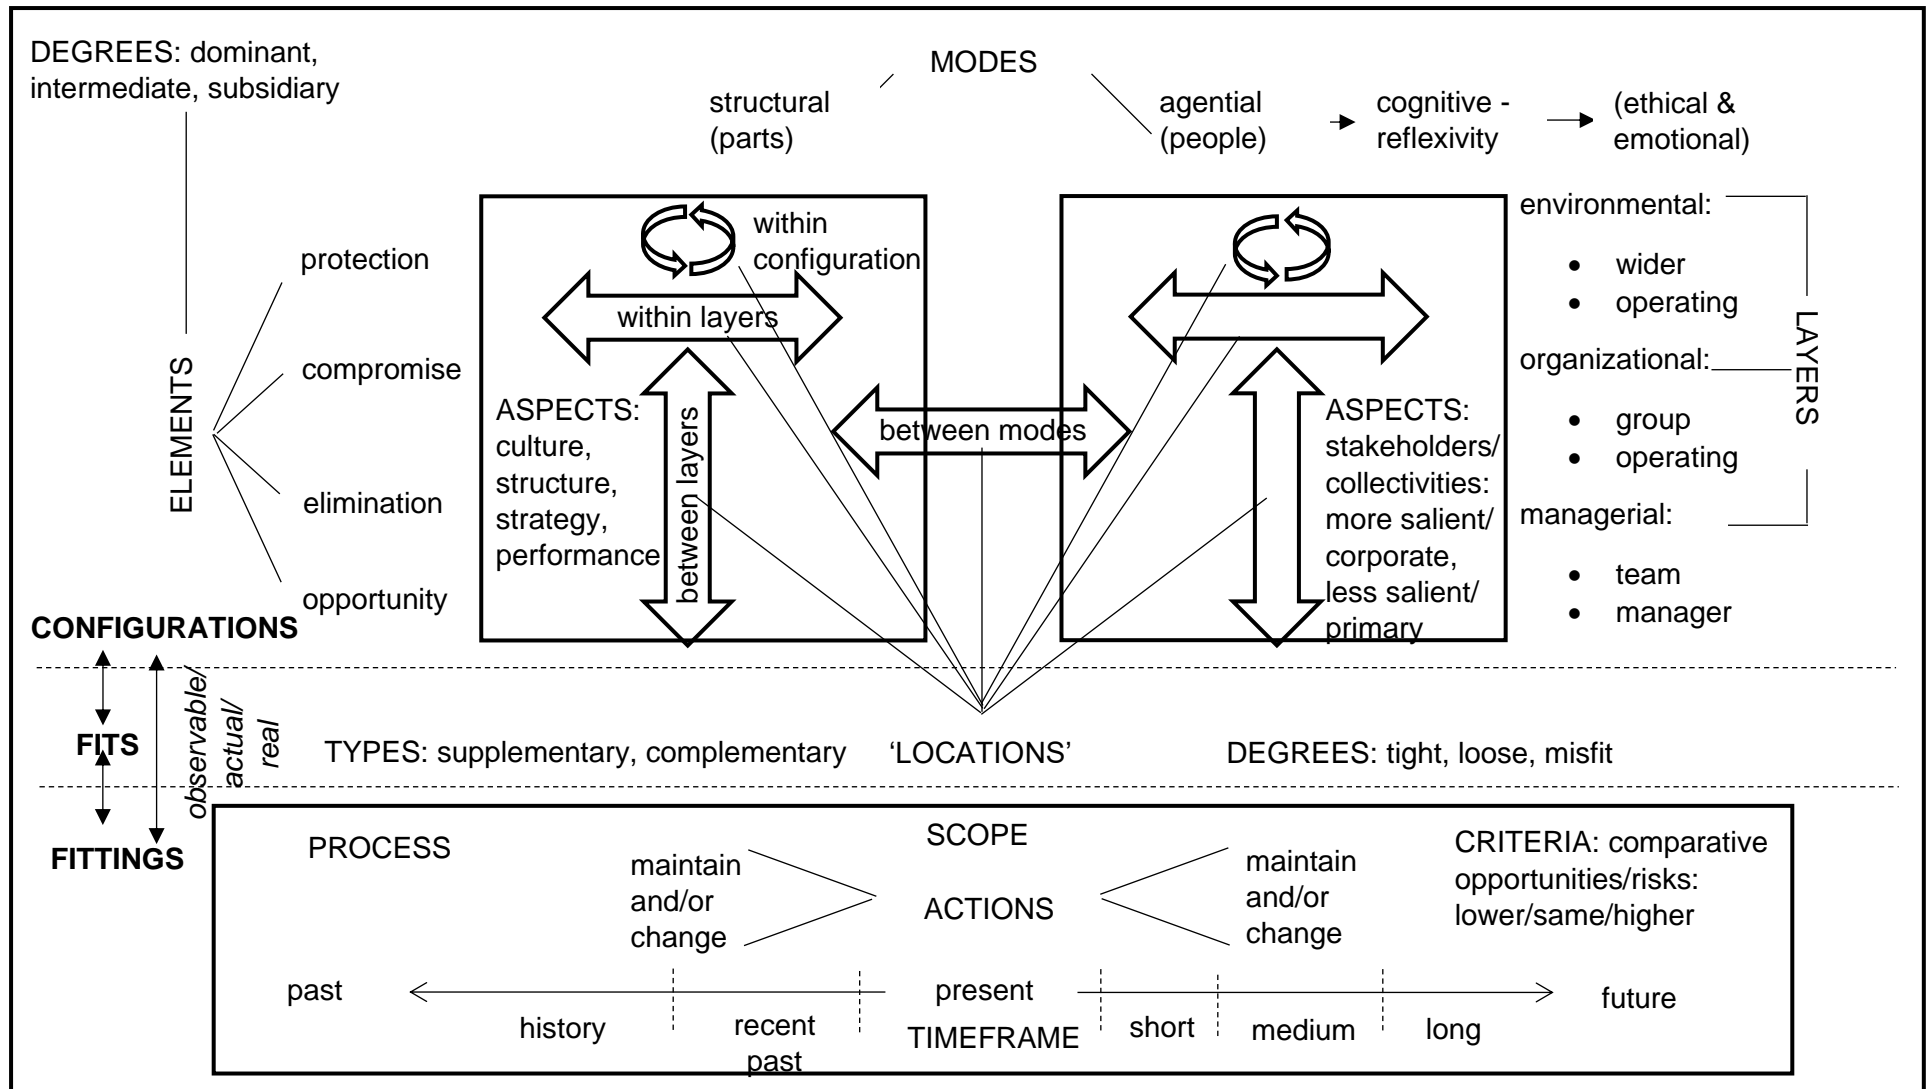 DEGREES: dominant,
intermediate, subsidiary
MODES
structural
(parts)
agential
(people)
cognitive -
reflexivity
(ethical &
emotional)
ELEMENTS
protection
compromise
elimination
opportunity
within
configuration
within layers
between layers
ASPECTS:
culture,
structure,
strategy,
performance
between modes
ASPECTS:
stakeholders/
collectivities:
more salient/
corporate,
less salient/
primary
environmental:
• wider
• operating
organizational:
• group
• operating
managerial:
• team
• manager
LAYERS
CONFIGURATIONS
FITS
FITTINGS
observable/
actual/
real
TYPES: supplementary, complementary
‘LOCATIONS’
DEGREES: tight, loose, misfit
PROCESS
SCOPE
maintain
and/or
change
ACTIONS
maintain
and/or
change
CRITERIA: comparative
opportunities/risks:
lower/same/higher
past
present
future
history
recent
past
TIMEFRAME
short
medium
long